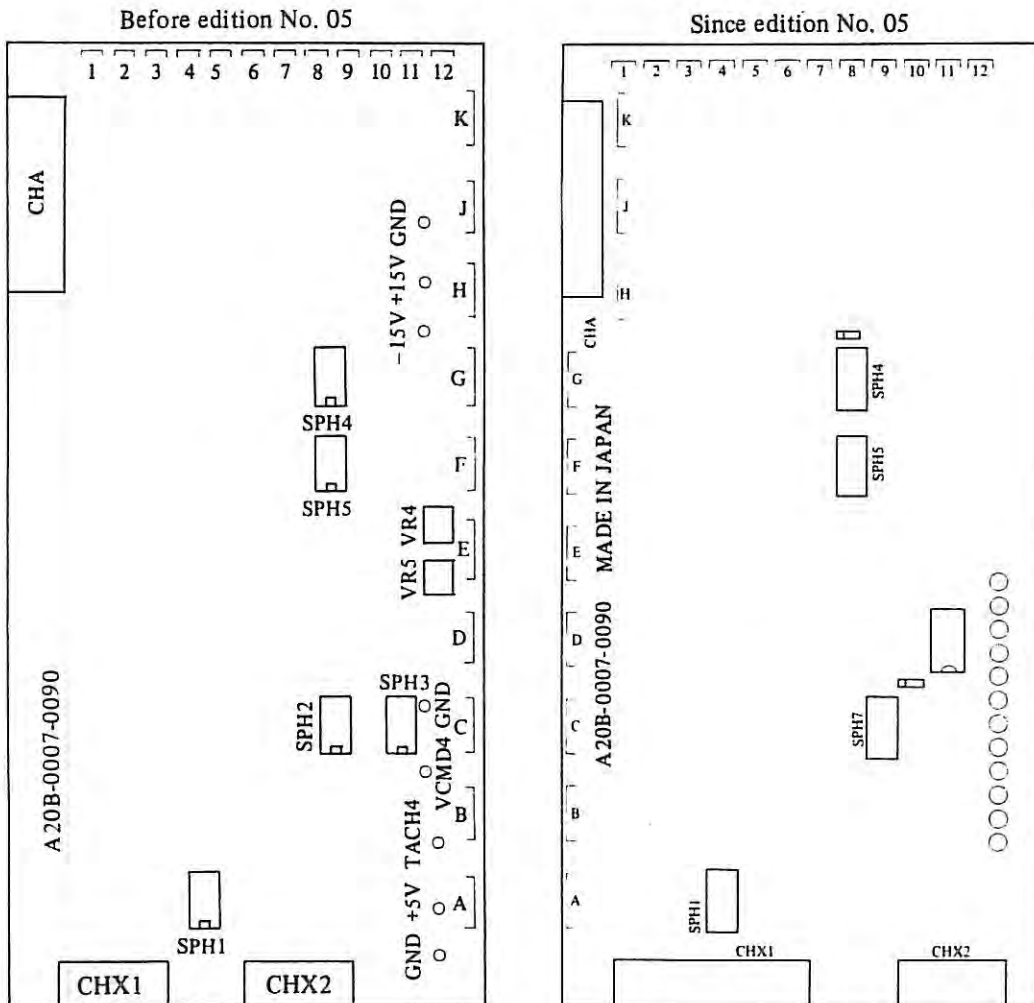 Before edition No. 05
1 2 3 4 5 6 7 8 9 10 11 12
CHA
K
J
H
G
F
E
D
C
B
A
−15V +15V GND
SPH4
SPH5
VR4
VR5
SPH3
SPH2
VCMD4 GND
A20B-0007-0090
GND +5V TACH4
SPH1
CHX1
CHX2
Since edition No. 05
1 2 3 4 5 6 7 8 9 10 11 12
K
J
H
CHA
G
F
E
D
C
B
A
SPH4
SPH5
MADE IN JAPAN
A20B-0007-0090
SPH7
SPH1
CHX1
CHX2